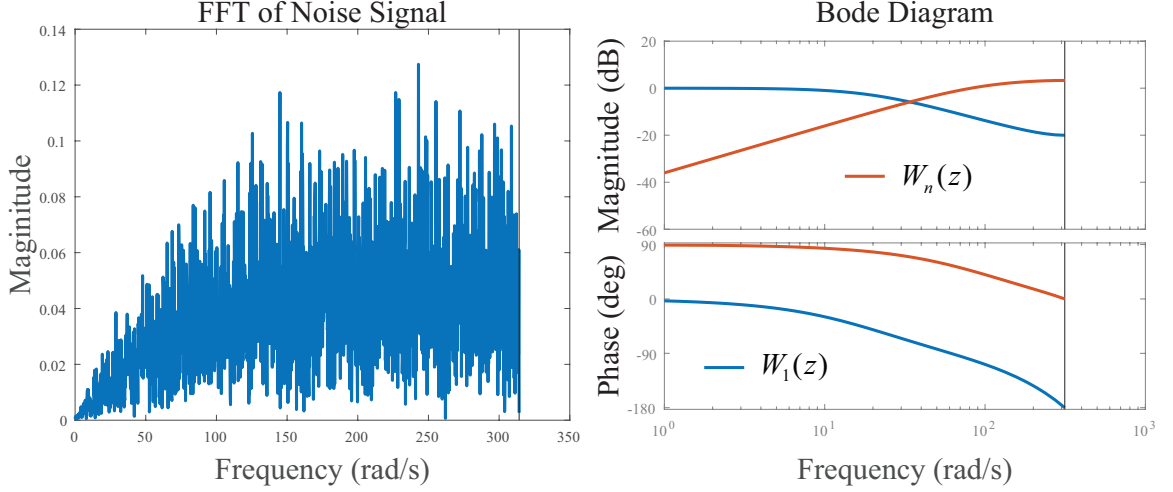 FFT of Noise Signal
Maginitude
0.14
0.12
0.1
0.08
0.06
0.04
0.02
0
0 50 100 150 200 250 300 350
Frequency (rad/s)
Bode Diagram
Magnitude (dB)
20
0
-20
-40
-60
W_n(z)
Phase (deg)
90
0
-90
-180
W_1(z)
10^0 10^1 10^2 10^3
Frequency (rad/s)